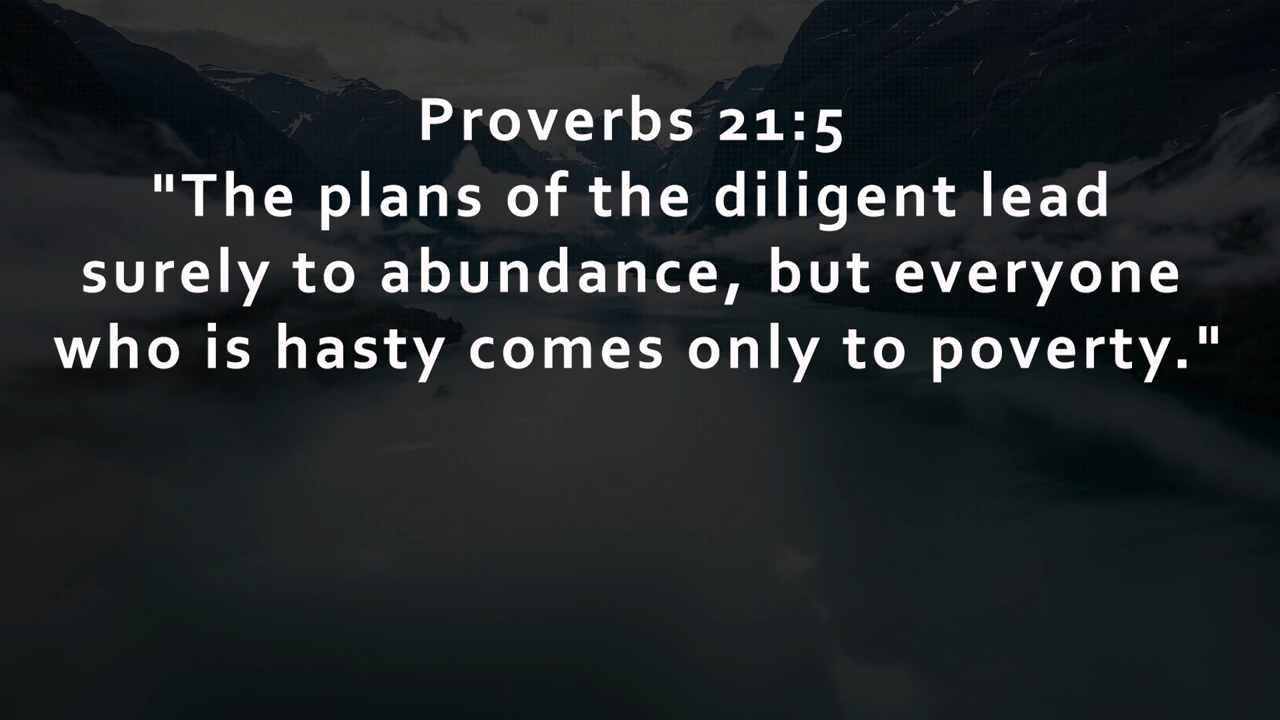 Proverbs 21:5
"The plans of the diligent lead
surely to abundance, but everyone
who is hasty comes only to poverty."